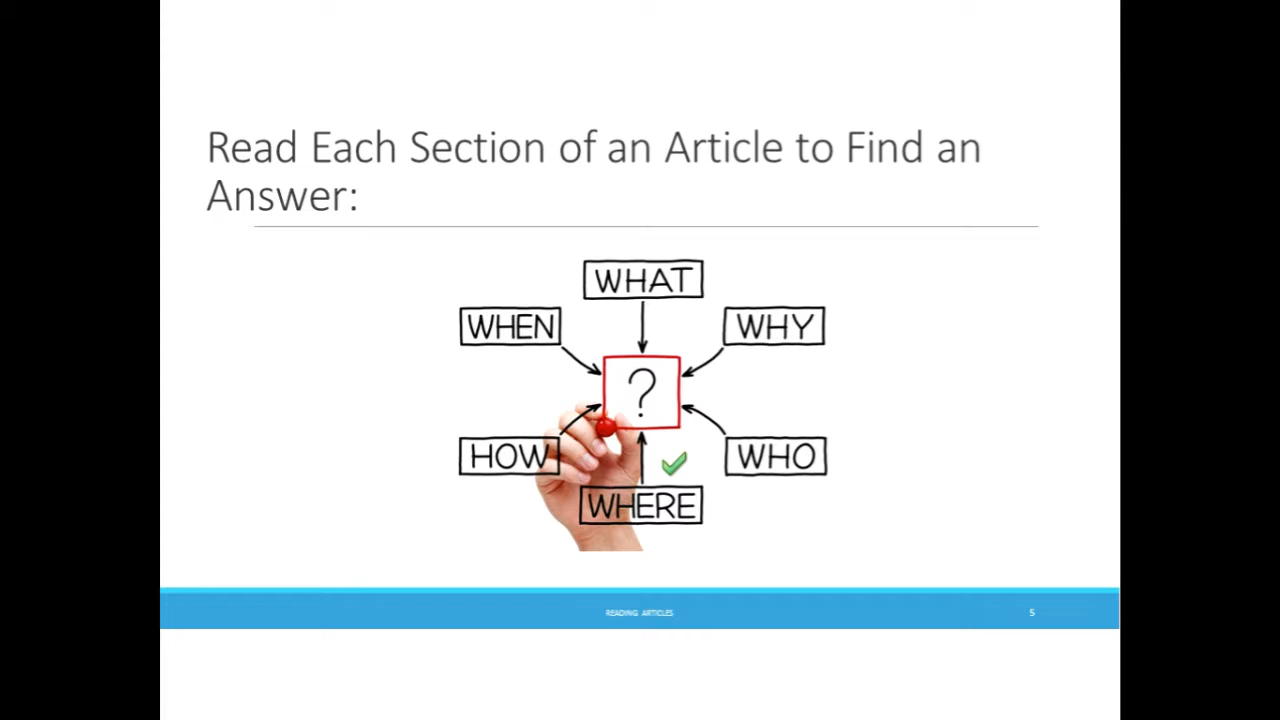 Read Each Section of an Article to Find an
Answer:
WHAT
WHEN
WHY
?
HOW
WHO
WHERE
READING ARTICLES
5